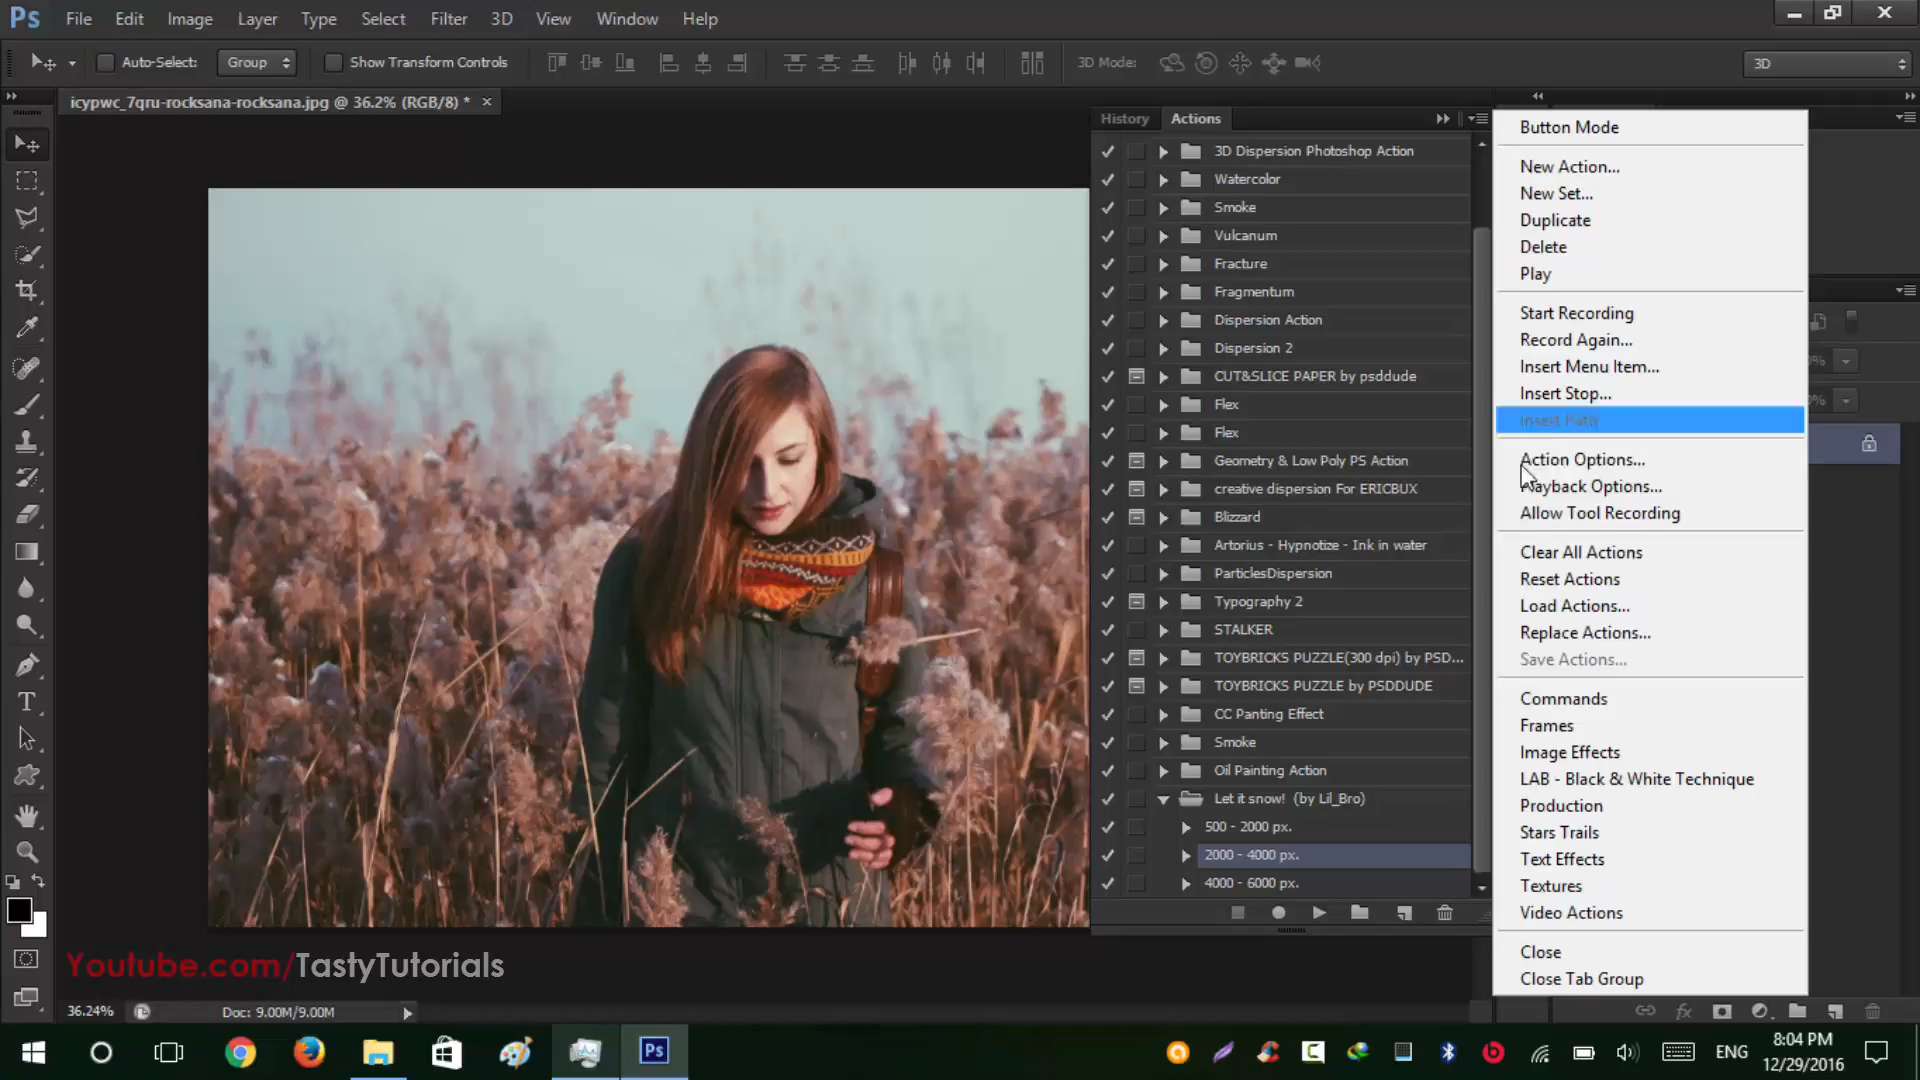 Ps File Edit Image Layer Type Select Filter 3D View Window Help
Auto-Select: Group Show Transform Controls 3D Mode: 3D
icypwc_7qru-rocksana-rocksana.jpg @ 36.2% (RGB/8) *
History Actions
3D Dispersion Photoshop Action
Watercolor
Smoke
Vulcanum
Fracture
Fragmentum
Dispersion Action
Dispersion 2
CUT&SLICE PAPER by psddude
Flex
Flex
Geometry & Low Poly PS Action
creative dispersion For ERICBUX
Blizzard
Artorius - Hypnotize - Ink in water
ParticlesDispersion
Typography 2
STALKER
TOYBRICKS PUZZLE(300 dpi) by PSD...
TOYBRICKS PUZZLE by PSDDUDE
CC Panting Effect
Smoke
Oil Painting Action
Let it snow! (by Lil_Bro)
500 - 2000 px.
2000 - 4000 px.
4000 - 6000 px.
Button Mode
New Action...
New Set...
Duplicate
Delete
Play
Start Recording
Record Again...
Insert Menu Item...
Insert Stop...
Insert Path
Action Options...
Playback Options...
Allow Tool Recording
Clear All Actions
Reset Actions
Load Actions...
Replace Actions...
Save Actions...
Commands
Frames
Image Effects
LAB - Black & White Technique
Production
Stars Trails
Text Effects
Textures
Video Actions
Close
Close Tab Group
Youtube.com/TastyTutorials
36.24% Doc: 9.00M/9.00M
Ps
ENG
8:04 PM
12/29/2016